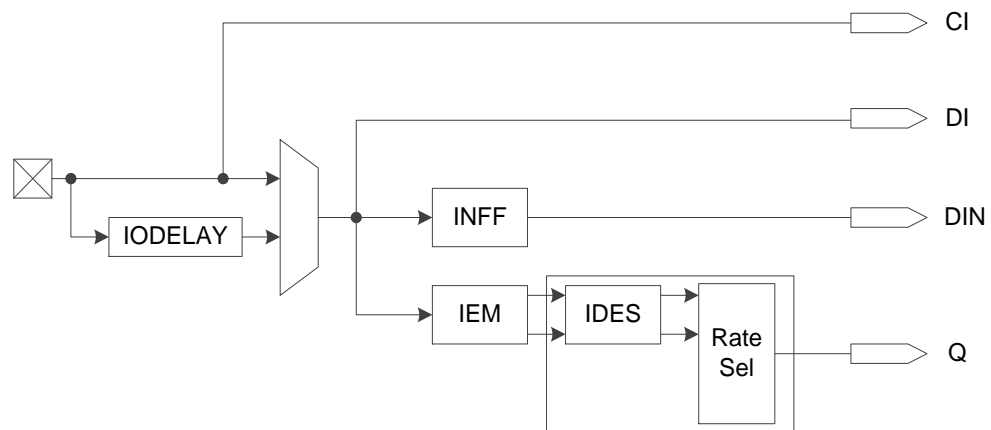 CI
DI
IODELAY
INFF
DIN
IEM
IDES
Rate
Sel
Q